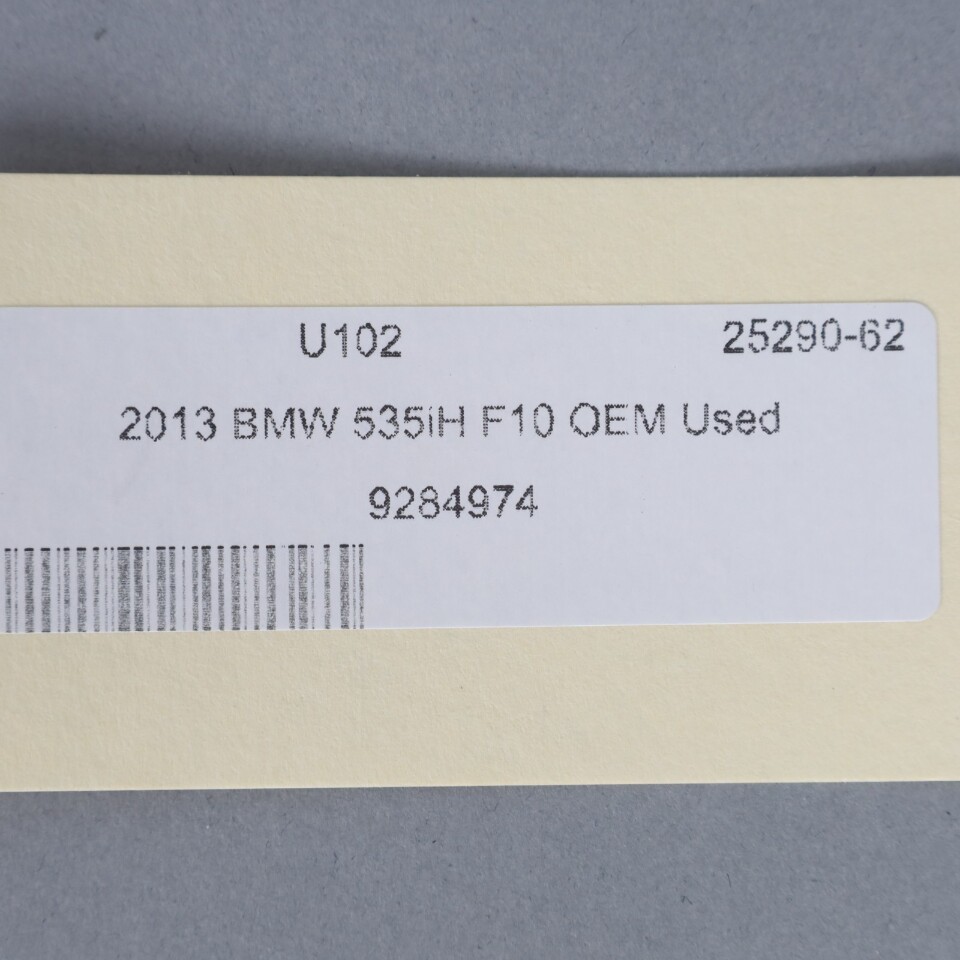 U102 25290-62
2013 BMW 535iH F10 OEM Used
9284974